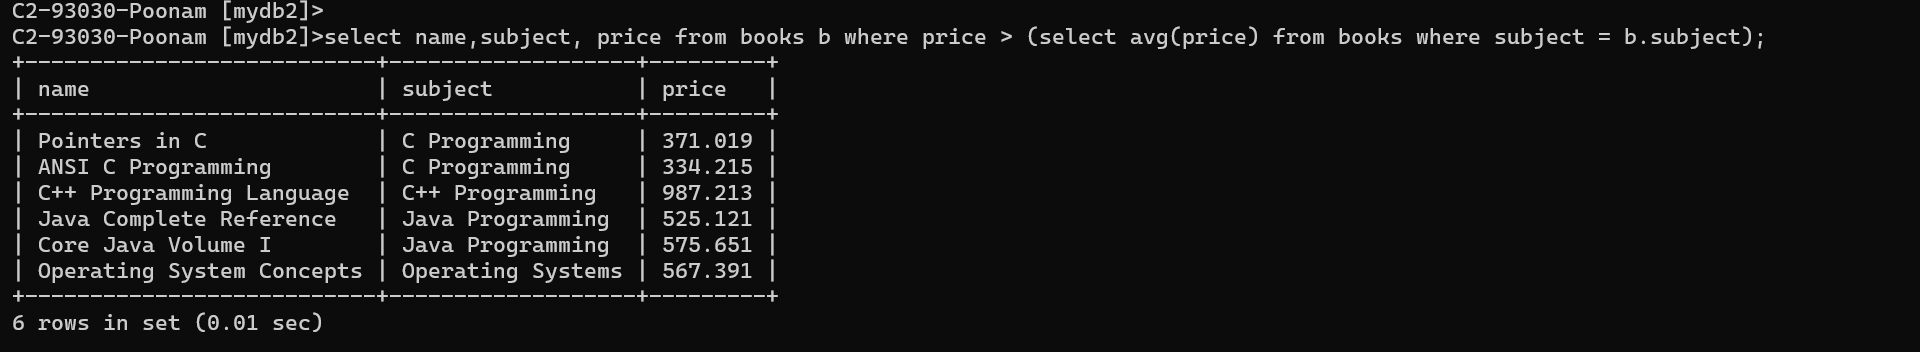 C2-93030-Poonam [mydb2]>
C2-93030-Poonam [mydb2]>select name,subject, price from books b where price > (select avg(price) from books where subject = b.subject);
+---------------------------+-------------------+---------+
| name                      | subject           | price   |
+---------------------------+-------------------+---------+
| Pointers in C             | C Programming     | 371.019 |
| ANSI C Programming        | C Programming     | 334.215 |
| C++ Programming Language  | C++ Programming   | 987.213 |
| Java Complete Reference   | Java Programming  | 525.121 |
| Core Java Volume I        | Java Programming  | 575.651 |
| Operating System Concepts | Operating Systems | 567.391 |
+---------------------------+-------------------+---------+
6 rows in set (0.01 sec)